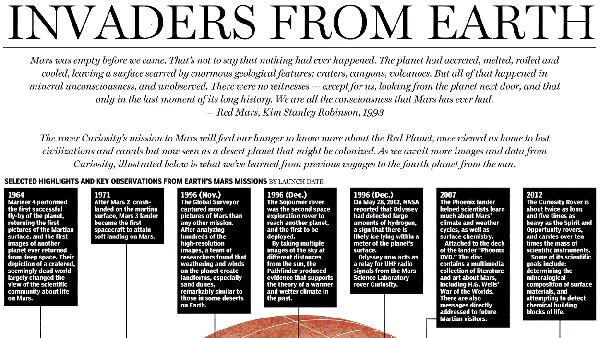 INVADERS FROM EARTH
Mars was empty before we came. That's not to say that nothing had ever happened. The planet had accreted, melted, roiled and
cooled, leaving a surface scarred by enormous geological features: craters, canyons, volcanoes. But all of that happened in
mineral unconsciousness, and unobserved. There were no witnesses — except for us, looking from the planet next door, and that
only in the last moment of its long history. We are all the consciousness that Mars has ever had.
— Red Mars, Kim Stanley Robinson, 1993
The rover Curiosity's mission to Mars will feed our hunger to know more about the Red Planet, once viewed as home to lost
civilizations and canals but now seen as a desert planet that might be colonized. As we await more images and data from
Curiosity, illustrated below is what we've learned from previous voyages to the fourth planet from the sun.
SELECTED HIGHLIGHTS AND KEY OBSERVATIONS FROM EARTH'S MARS MISSIONS BY LAUNCH DATE
1964
Mariner 4 performed
the first successful
fly-by of the planet,
returning the first
pictures of the Martian
surface, and the first
images of another
planet ever returned
from deep space. Their
depiction of a cratered,
seemingly dead world
largely changed the
view of the scientific
community about life
on Mars.
1971
After Mars 2 crash-
landed on the martian
surface, Mars 3 lander
became the first
spacecraft to attain
soft landing on Mars.
1996 (Nov.)
The Global Surveyor
captured more
pictures of Mars than
any other mission.
After analyzing
hundreds of the
high-resolution
images, a team of
researchers found that
weathering and winds
on the planet create
landforms, especially
sand dunes,
remarkably similar to
those in some deserts
on Earth.
1996 (Dec.)
The Sojourner rover
was the second space
exploration rover to
reach another planet,
and the first to be
deployed.
By taking multiple
images of the sky at
different distances
from the sun, the
Pathfinder produced
evidence that supports
the theory of a warmer
and wetter climate in
the past.
1996 (Dec.)
On May 28, 2002, NASA
reported that Odyssey
had detected large
amounts of hydrogen,
a sign that there is
likely ice lying within a
meter of the planet's
surface.
Odyssey now acts as
a relay for UHF radio
signals from the Mars
Science Laboratory
rover Curiosity.
2007
The Phoenix lander
helped scientists learn
much about Mars'
climate and weather
cycles, as well as
surface chemistry.
Attached to the deck
of the lander "Phoenix
DVD." The disc
contains a multimedia
collection of literature
and art about Mars,
including H.G. Wells'
War of the Worlds.
There are also
messages directly
addressed to future
Martian visitors.
2012
The Curiosity Rover is
about twice as long
and five times as
heavy as the Spirit and
Opportunity rovers,
and carries over ten
times the mass of
scientific instruments.
Some of its scientific
goals include:
determining the
mineralogical
composition of surface
materials, and
attempting to detect
chemical building
blocks of life.